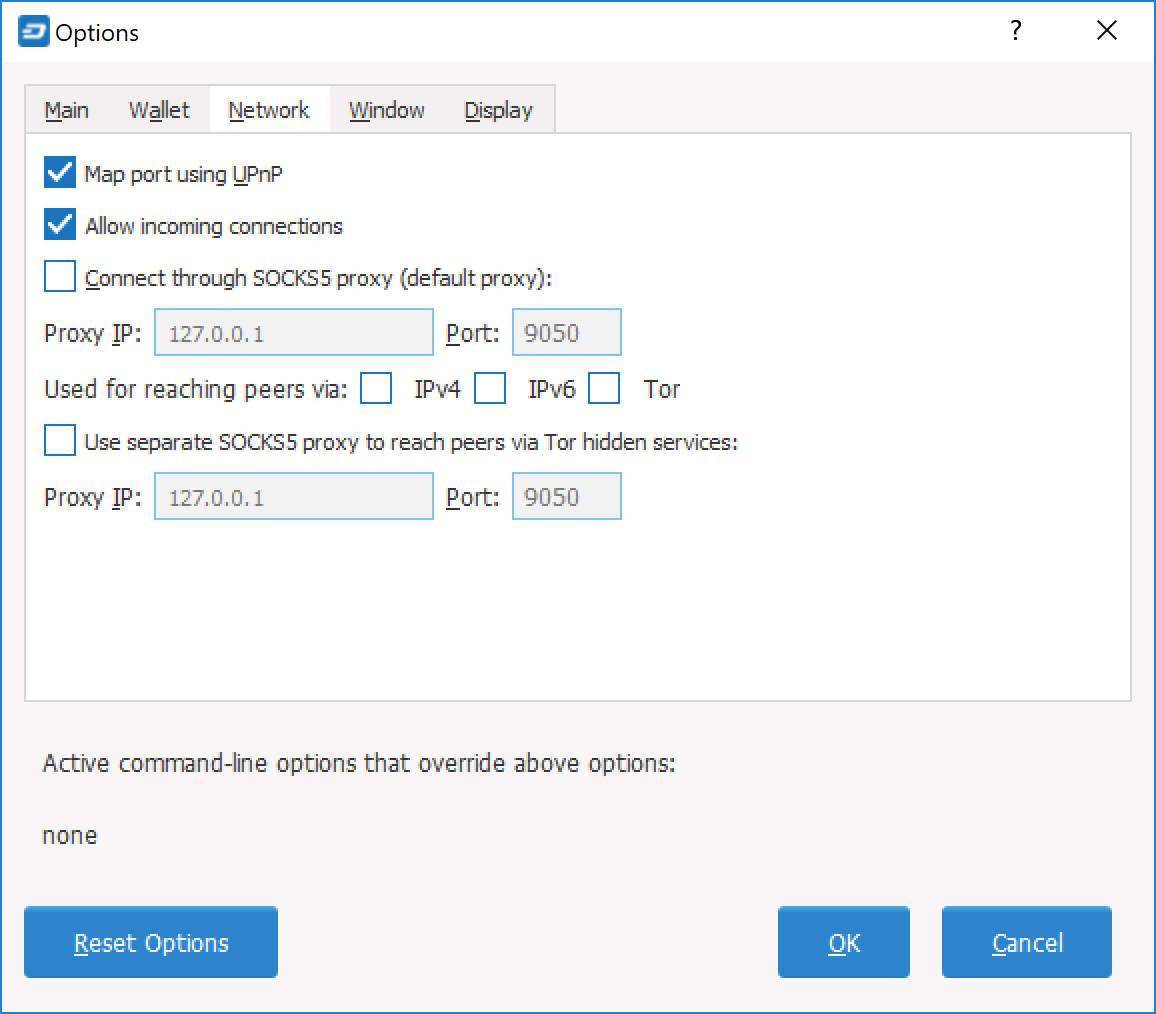 Options ?
Main Wallet Network Window Display
Map port using UPnP
Allow incoming connections
Connect through SOCKS5 proxy (default proxy):
Proxy IP: 127.0.0.1 Port: 9050
Used for reaching peers via: IPv4 IPv6 Tor
Use separate SOCKS5 proxy to reach peers via Tor hidden services:
Proxy IP: 127.0.0.1 Port: 9050
Active command-line options that override above options:
none
Reset Options OK Cancel